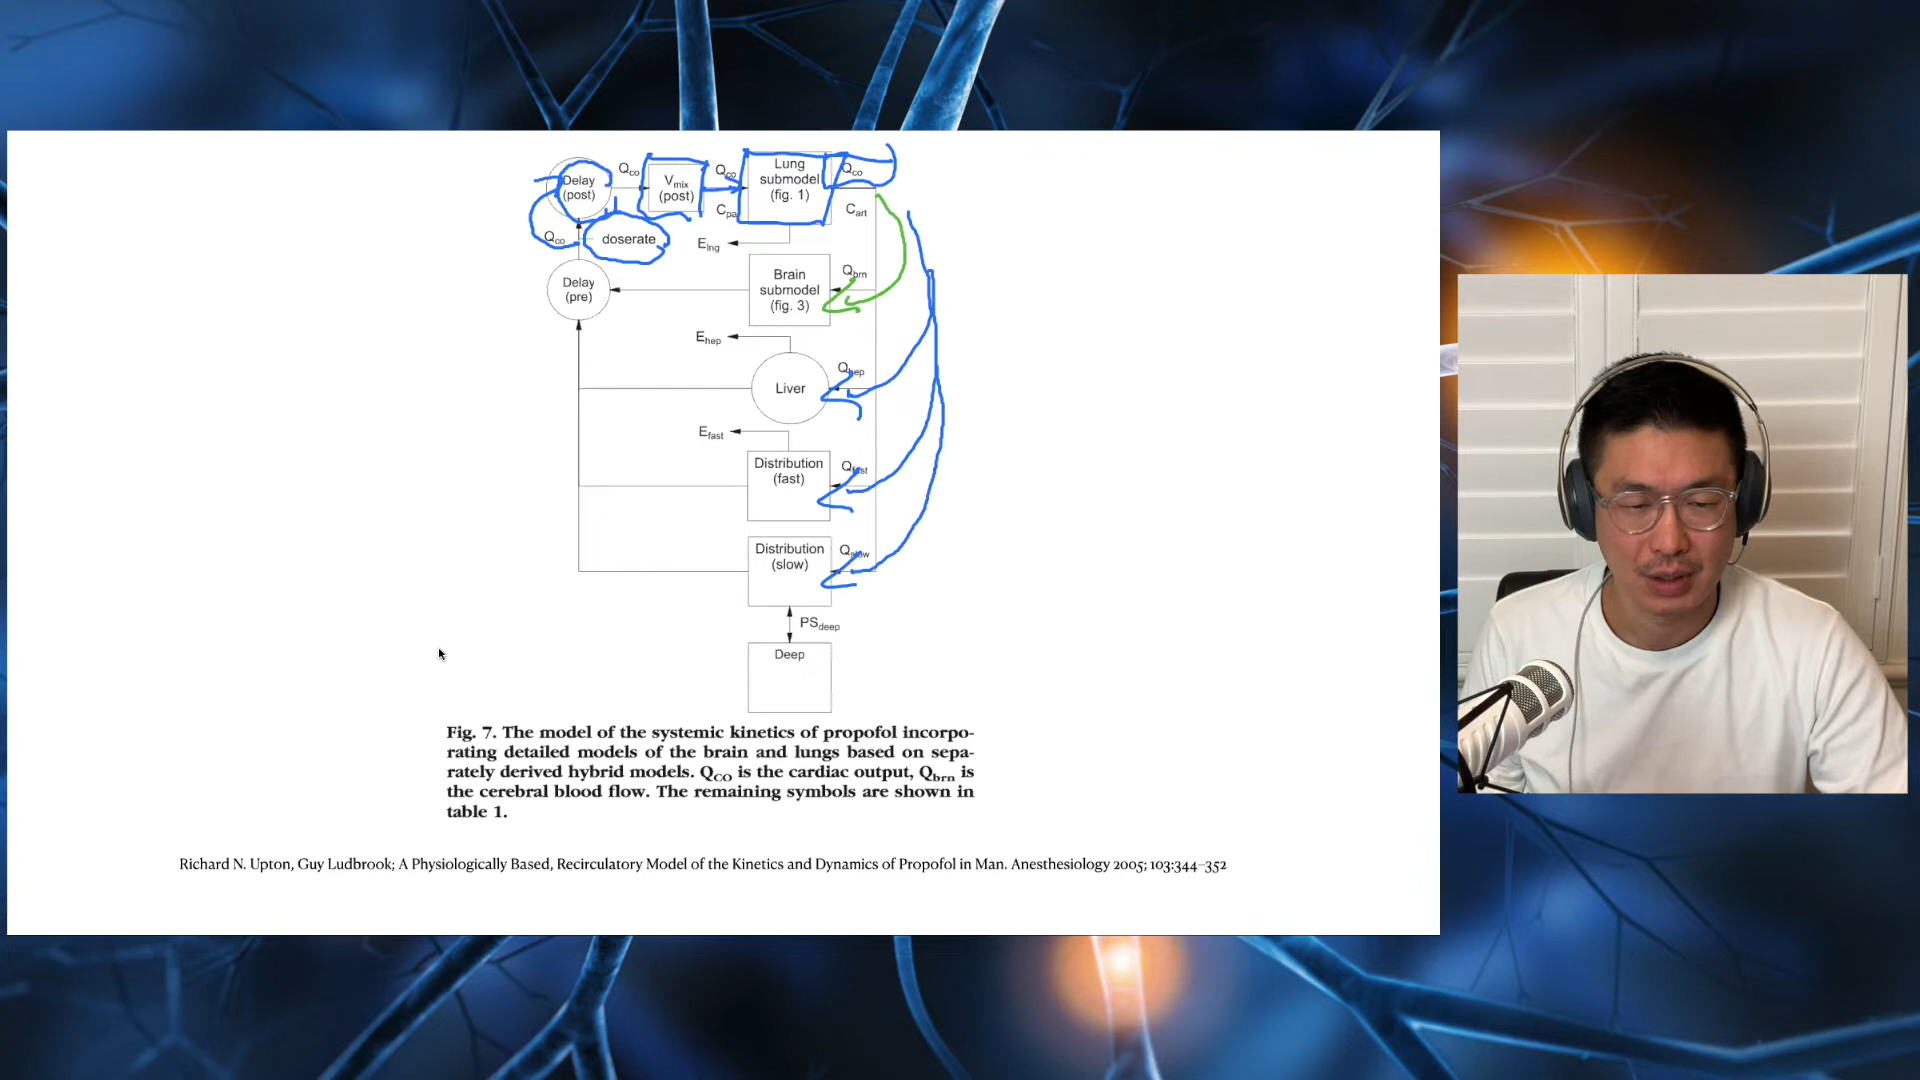 Qco
Qco
Lung
submodel
(fig. 1)
Qco
Delay
(post)
Vmix
(post)
Cpa
Cart
Qco
doserate
Elng
Delay
(pre)
Brain
submodel
(fig. 3)
Qbrn
Ehep
Liver
Qhep
Efast
Distribution
(fast)
Qfast
Distribution
(slow)
Qslow
PSdeep
Deep
Fig. 7. The model of the systemic kinetics of propofol incorpo-
rating detailed models of the brain and lungs based on sepa-
rately derived hybrid models. QCO is the cardiac output, Qbrn is
the cerebral blood flow. The remaining symbols are shown in
table 1.
Richard N. Upton, Guy Ludbrook; A Physiologically Based, Recirculatory Model of the Kinetics and Dynamics of Propofol in Man. Anesthesiology 2005; 103:344–352